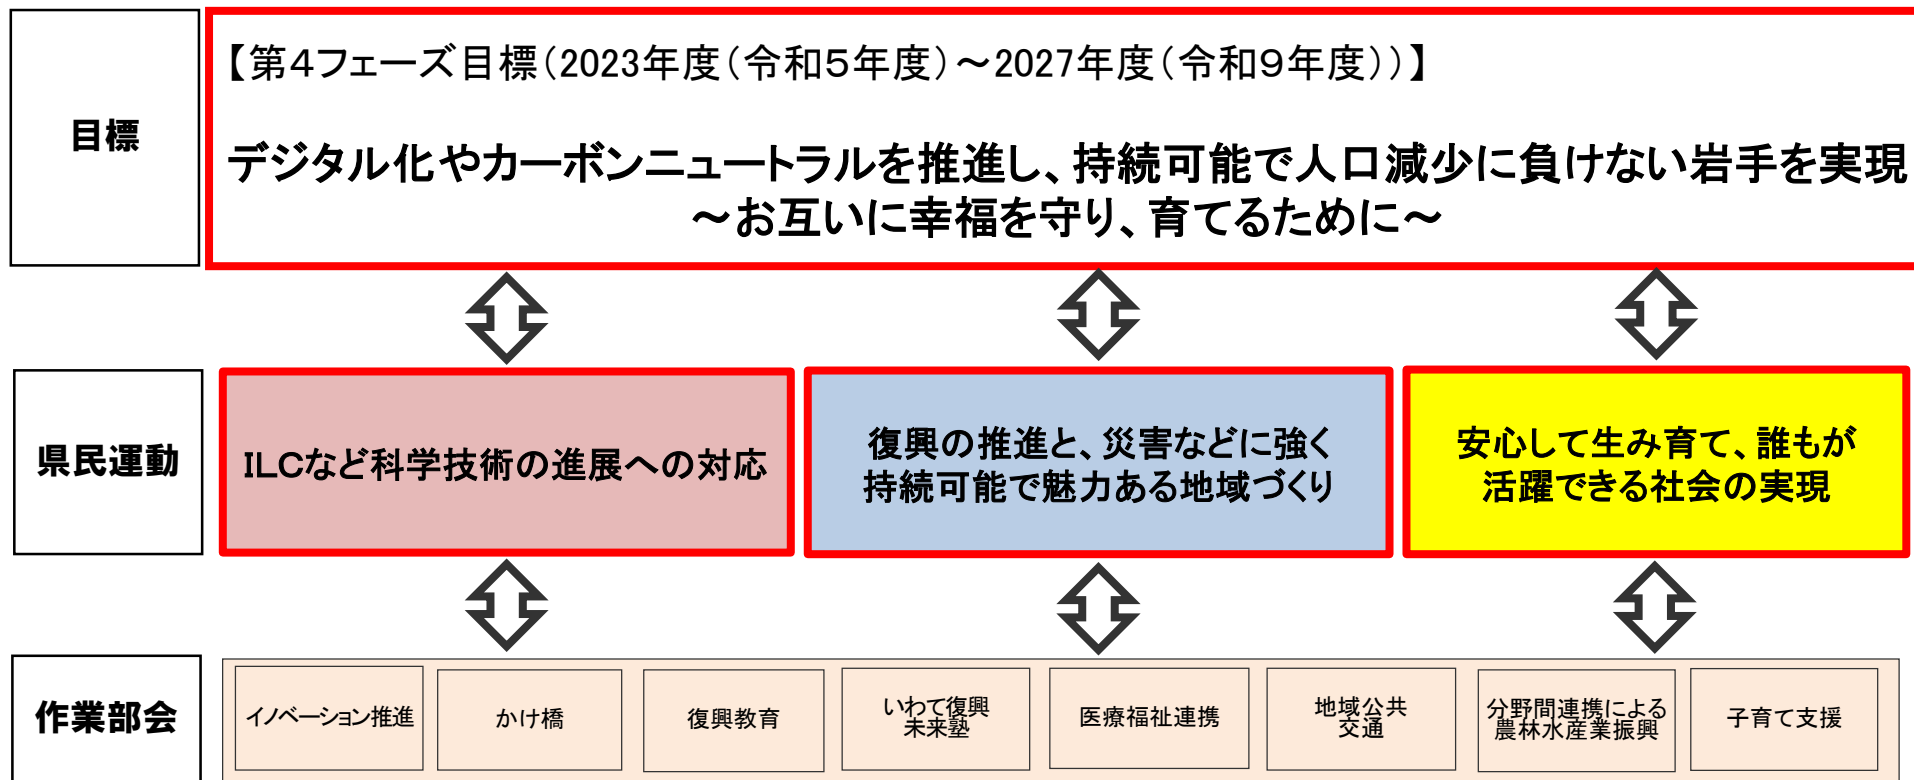 目標
【第４フェーズ目標（2023年度（令和５年度）～2027年度（令和９年度））】
デジタル化やカーボンニュートラルを推進し、持続可能で人口減少に負けない岩手を実現
～お互いに幸福を守り、育てるために～
県民運動
ILCなど科学技術の進展への対応
復興の推進と、災害などに強く
持続可能で魅力ある地域づくり
安心して生み育て、誰もが
活躍できる社会の実現
作業部会
イノベーション推進
かけ橋
復興教育
いわて復興
未来塾
医療福祉連携
地域公共
交通
分野間連携による
農林水産業振興
子育て支援